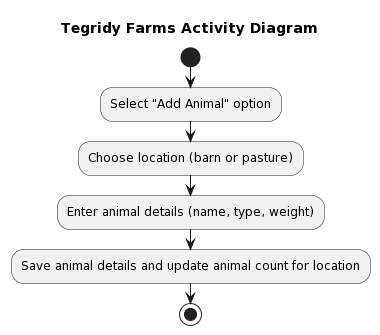 Tegridy Farms Activity Diagram
Select "Add Animal" option
Choose location (barn or pasture)
Enter animal details (name, type, weight)
Save animal details and update animal count for location